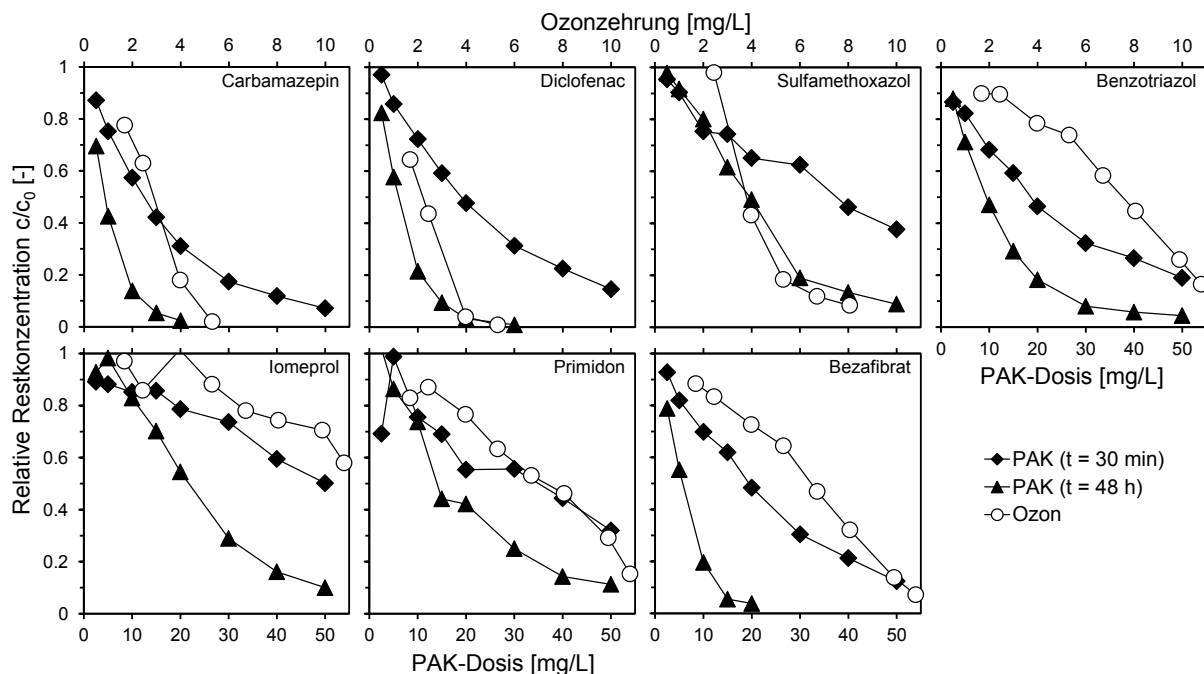 Ozonzehrung [mg/L]
0 2 4 6 8 10 0 2 4 6 8 10 0 2 4 6 8 10 0 2 4 6 8 10
Relative Restkonzentration c/c0 [-]
1
0.8
0.6
0.4
0.2
0
Carbamazepin
Diclofenac
Sulfamethoxazol
Benzotriazol
0 10 20 30 40 50
PAK-Dosis [mg/L]
1
0.8
0.6
0.4
0.2
0
Iomeprol
Primidon
Bezafibrat
0 10 20 30 40 50 0 10 20 30 40 50 0 10 20 30 40 50
PAK-Dosis [mg/L]
PAK (t = 30 min)
PAK (t = 48 h)
Ozon